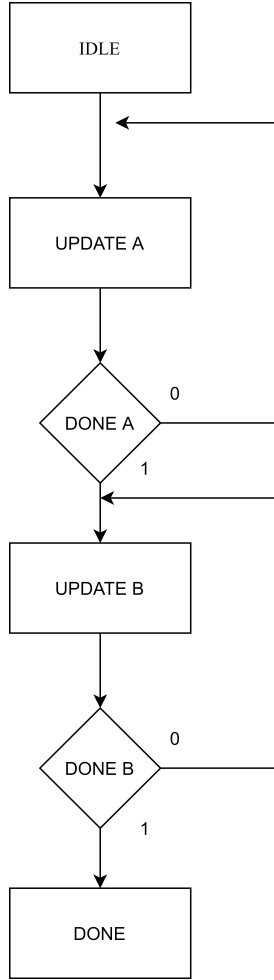 IDLE
UPDATE A
DONE A
0
1
UPDATE B
DONE B
0
1
DONE